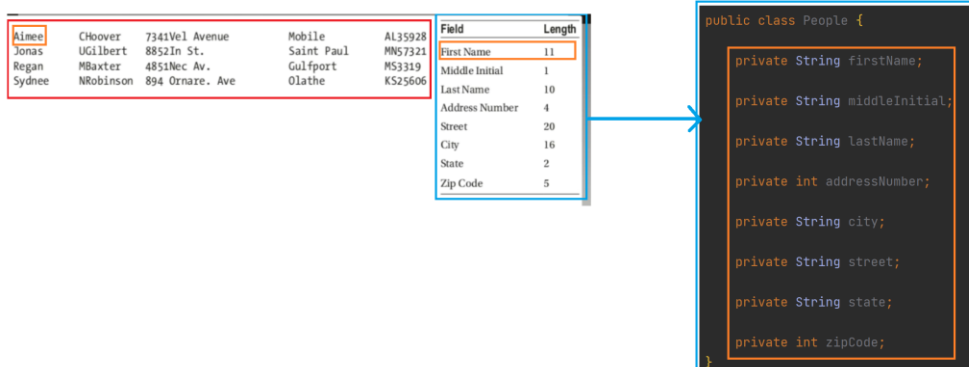 Aimee CHoover 7341Vel Avenue Mobile AL35928
Jonas UGilbert 8852In St. Saint Paul MN57321
Regan MBaxter 4851Nec Av. Gulfport MS3319
Sydnee NRobinson 894 Ornare. Ave Olathe KS25606
Field Length
First Name 11
Middle Initial 1
Last Name 10
Address Number 4
Street 20
City 16
State 2
Zip Code 5
public class People {
private String firstName;
private String middleInitial;
private String lastName;
private int addressNumber;
private String city;
private String street;
private String state;
private int zipCode;
}